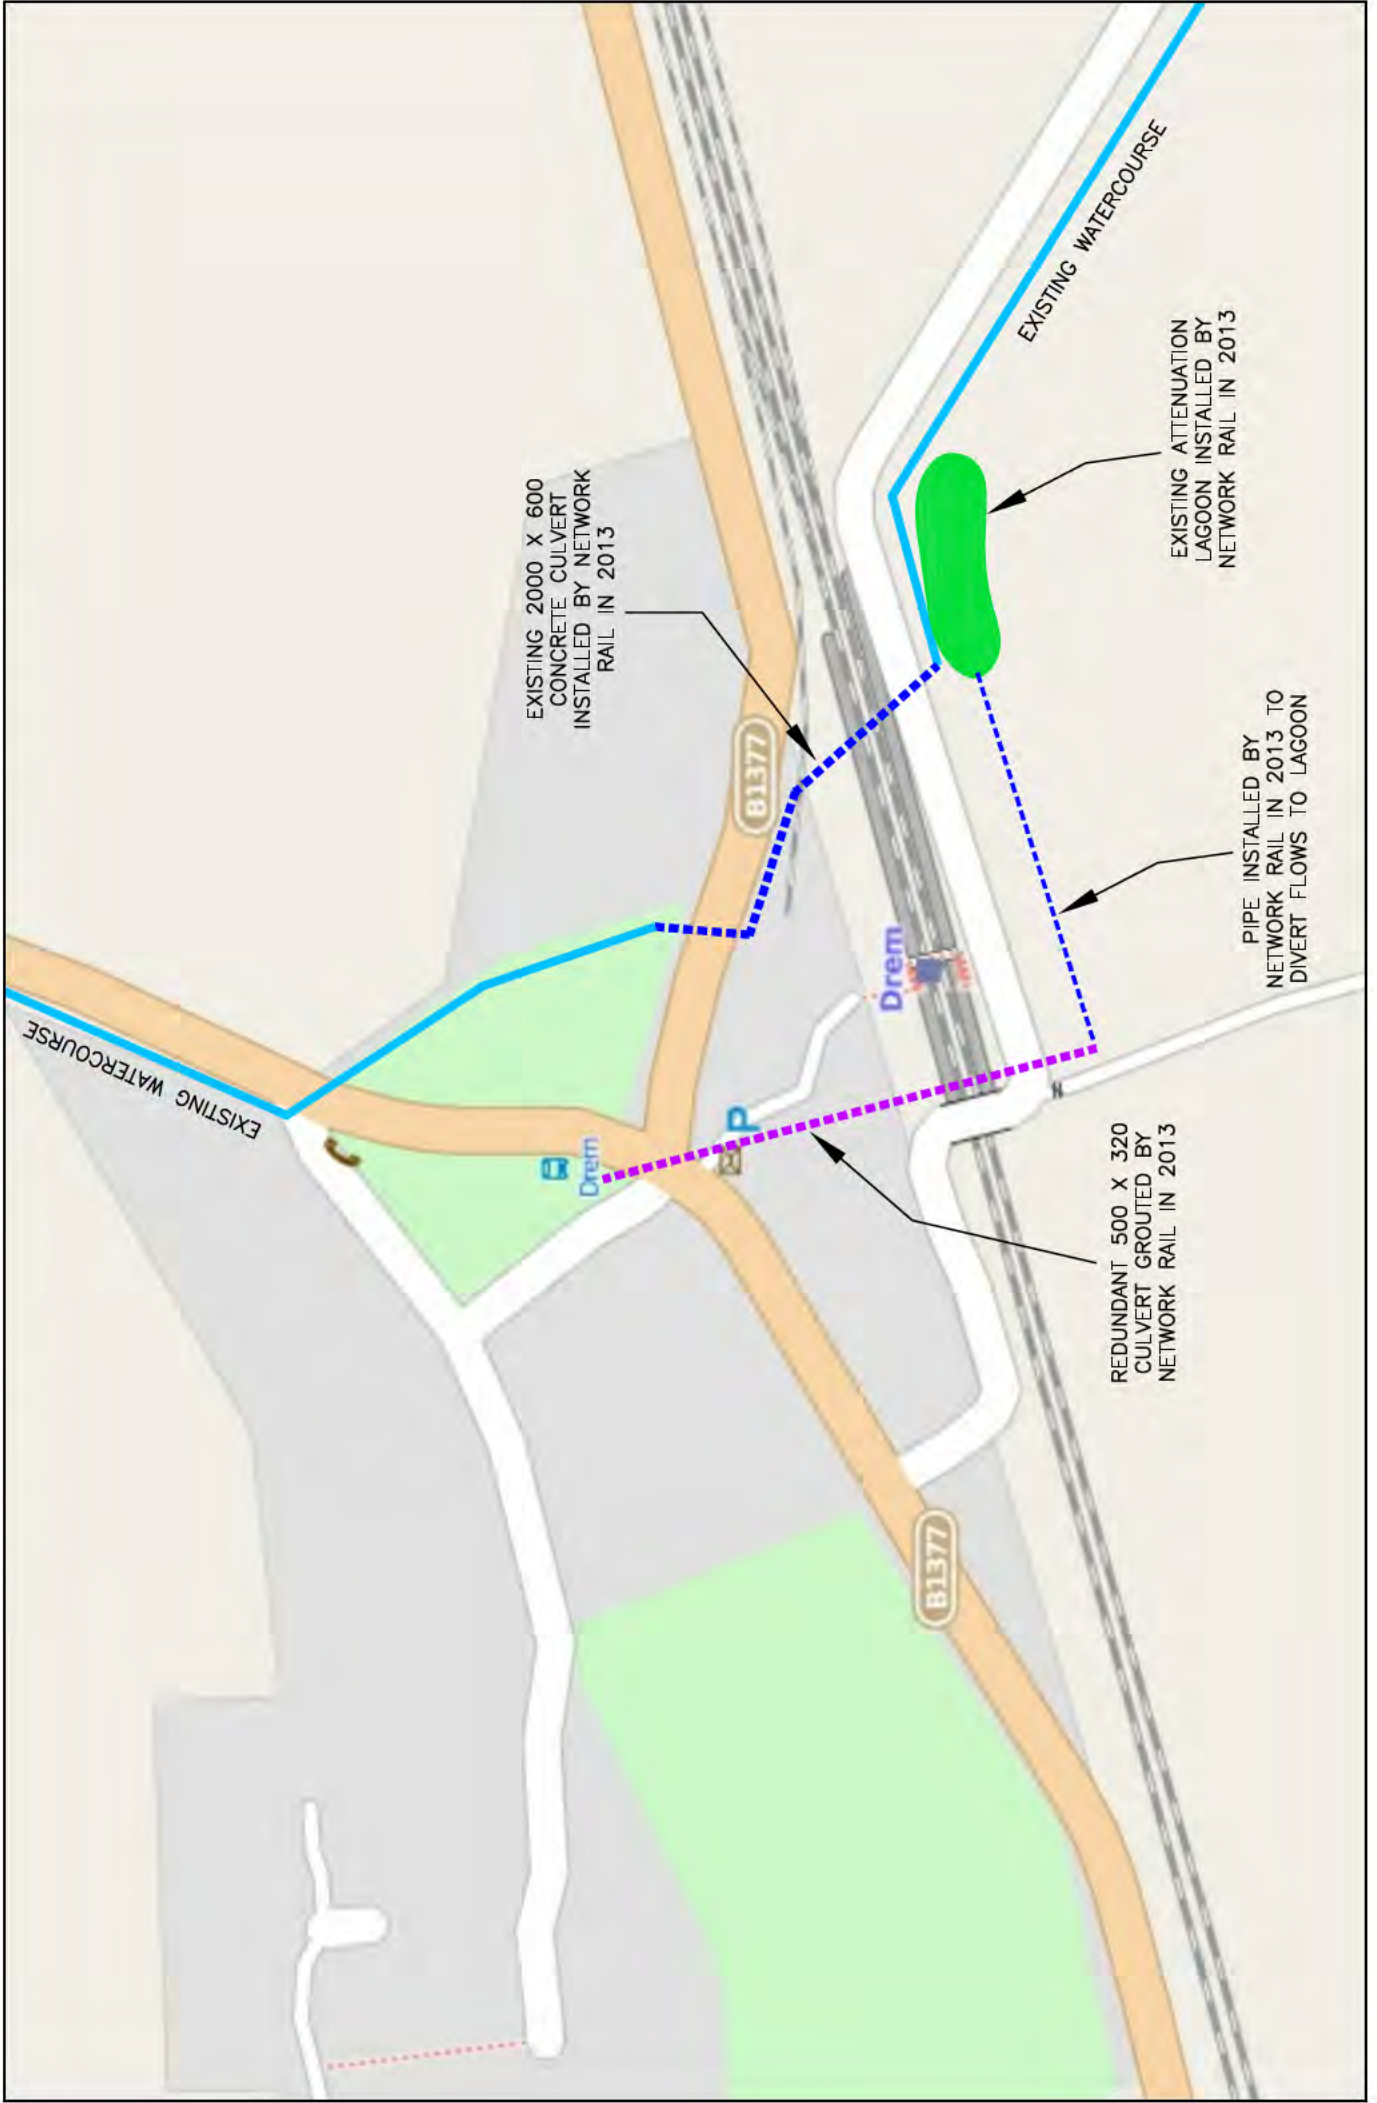 EXISTING WATERCOURSE
EXISTING 2000 X 600
CONCRETE CULVERT
INSTALLED BY NETWORK
RAIL IN 2013
B1377
Drem
P
Drem
EXISTING WATERCOURSE
EXISTING ATTENUATION
LAGOON INSTALLED BY
NETWORK RAIL IN 2013
PIPE INSTALLED BY
NETWORK RAIL IN 2013 TO
DIVERT FLOWS TO LAGOON
REDUNDANT 500 X 320
CULVERT GROUTED BY
NETWORK RAIL IN 2013
B1377